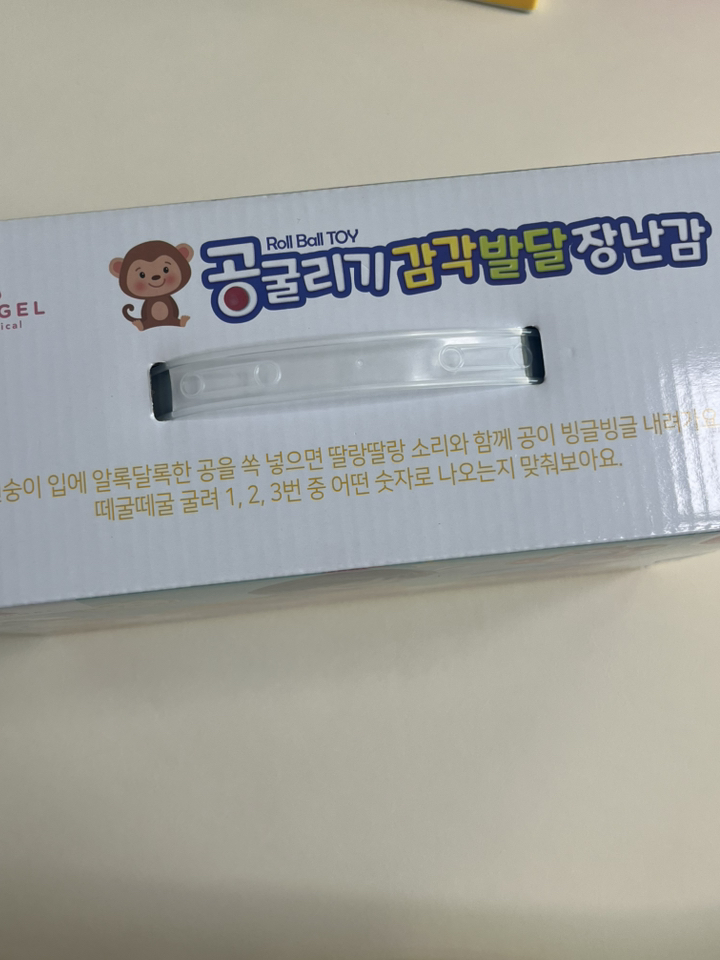 Roll Ball TOY
공굴리기 감각발달 장난감
GEL
ical
숭이 입에 알록달록한 공을 쏙 넣으면 딸랑딸랑 소리와 함께 공이 빙글빙글 내려가요
떼굴떼굴 굴려 1, 2, 3번 중 어떤 숫자로 나오는지 맞춰보아요.